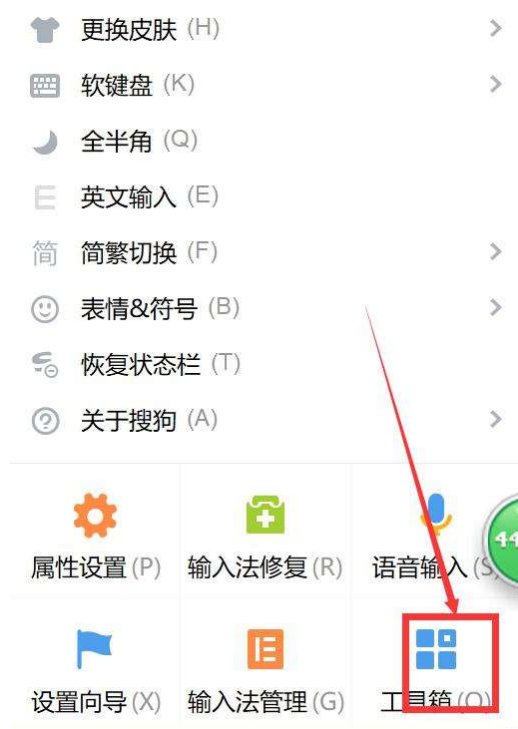 更换皮肤 (H)
软键盘 (K)
全半角 (Q)
英文输入 (E)
简 简繁切换 (F)
表情&符号 (B)
恢复状态栏 (T)
关于搜狗 (A)
属性设置 (P) 输入法修复 (R) 语音输入 (S) 44
设置向导 (X) 输入法管理 (G) 工具箱 (O)